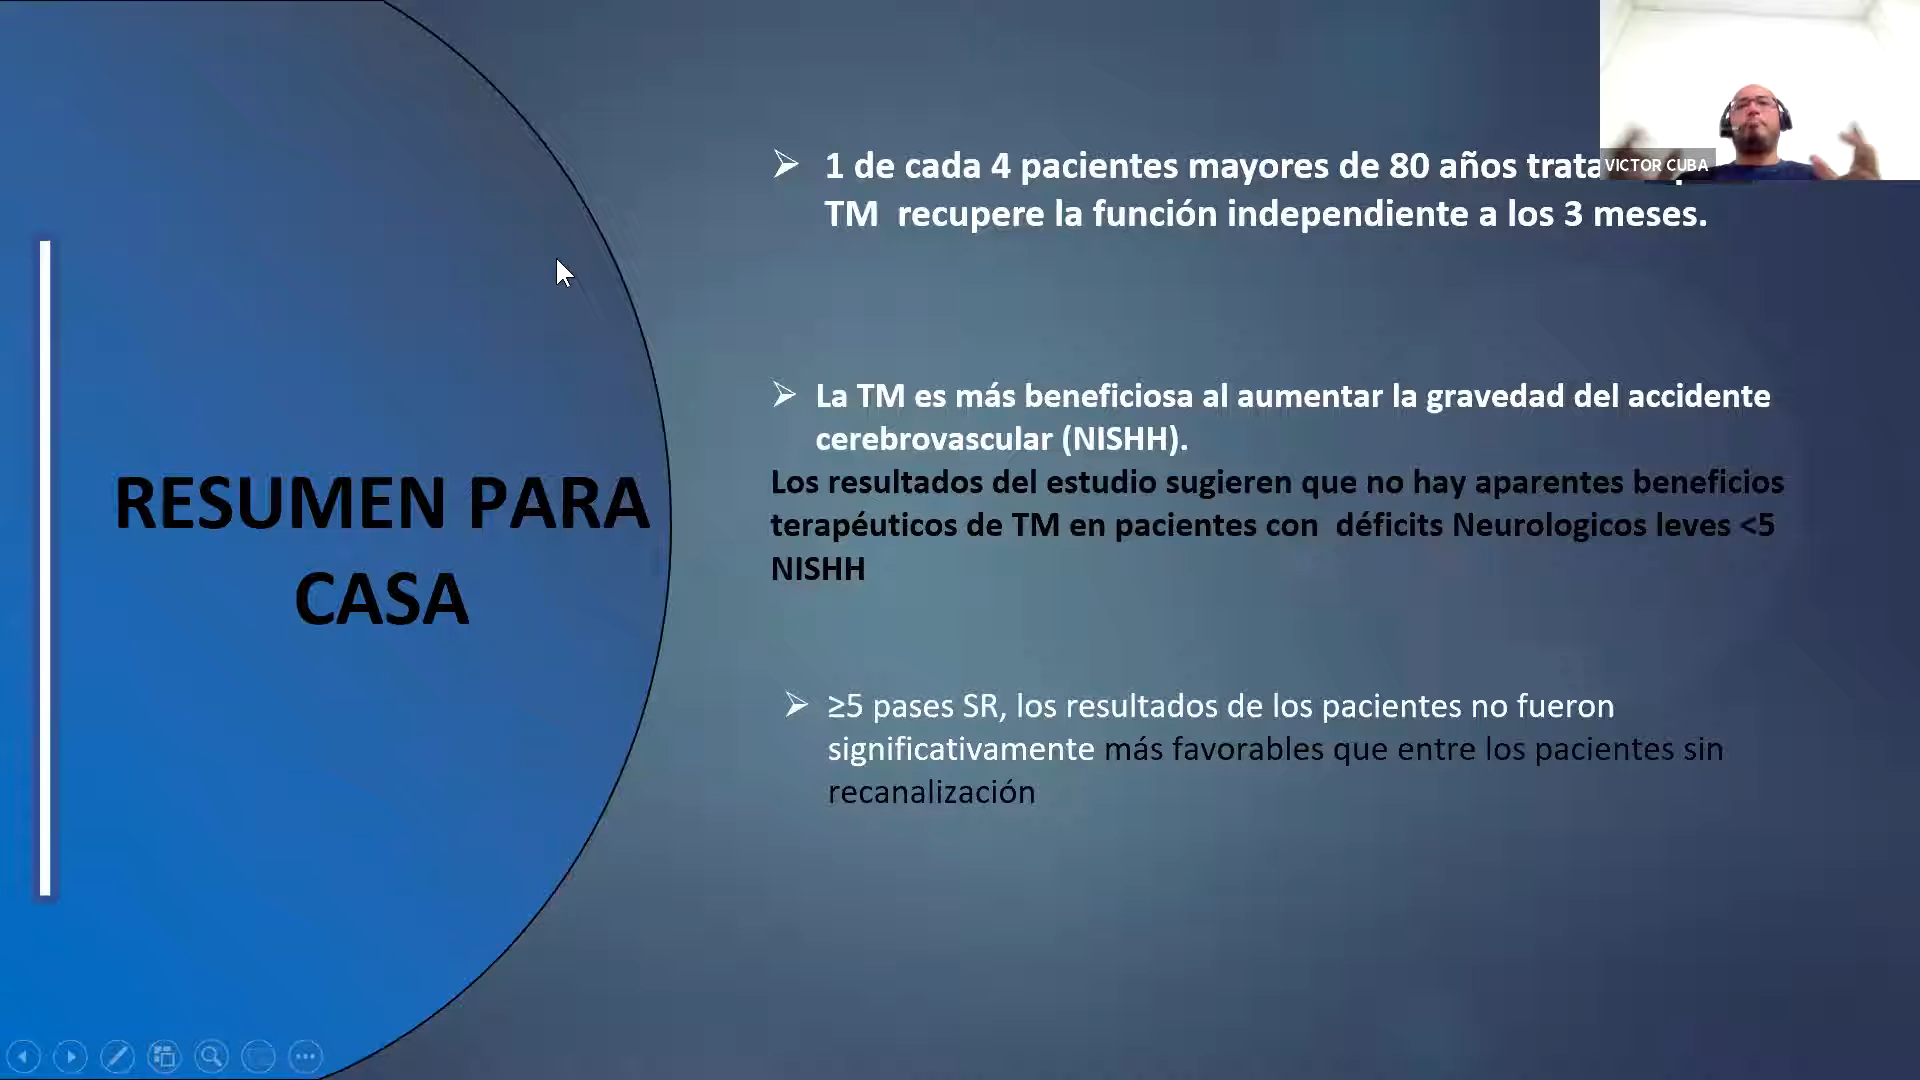 RESUMEN PARA
CASA
1 de cada 4 pacientes mayores de 80 años
TM recupere la función independiente a los 3 meses.
La TM es más beneficiosa al aumentar la gravedad del accidente
cerebrovascular (NISHH).
Los resultados del estudio sugieren que no hay aparentes beneficios
terapéuticos de TM en pacientes con déficits Neurologicos leves <5
NISHH
≥5 pases SR, los resultados de los pacientes no fueron
significativamente más favorables que entre los pacientes sin
recanalización
VICTOR CUBA